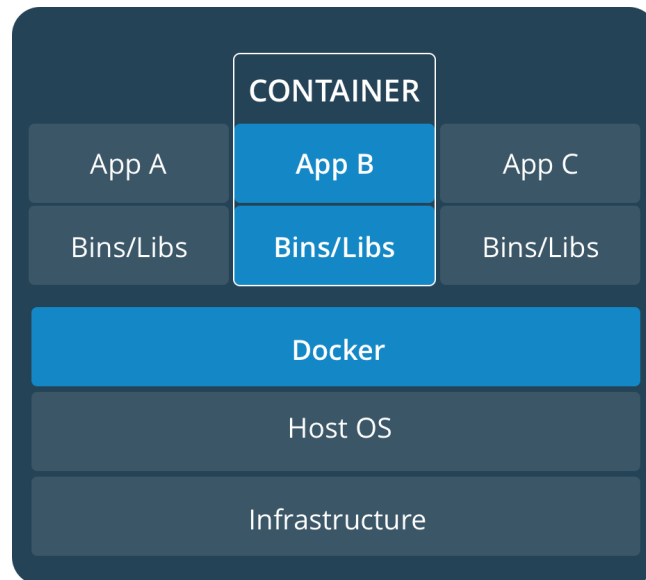 CONTAINER
App A App B App C
Bins/Libs Bins/Libs Bins/Libs
Docker
Host OS
Infrastructure